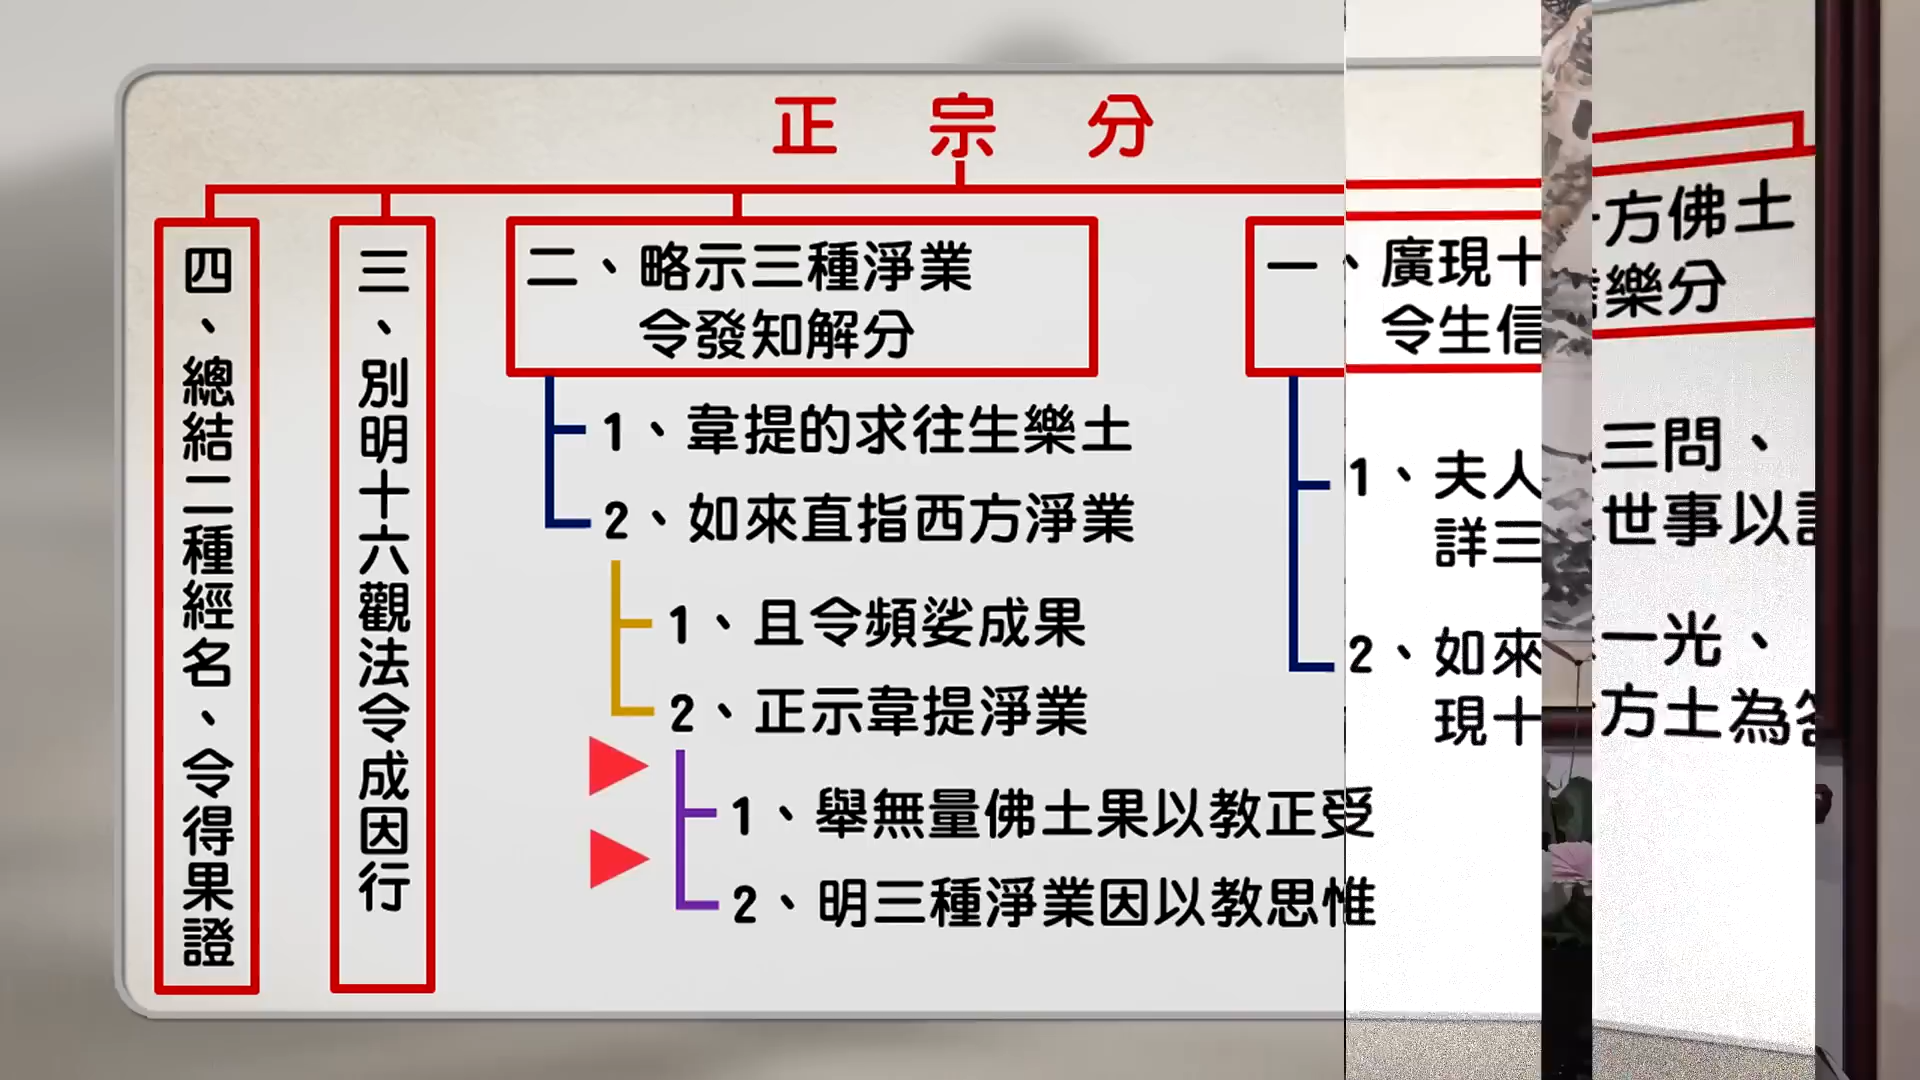 正宗分
一、廣現十方佛土
令生信樂分
1、夫人三問、
詳三世事以
2、如來一光、
現十方土為
二、略示三種淨業
令發知解分
1、韋提的求往生樂土
2、如來直指西方淨業
1、且令頻娑成果
2、正示韋提淨業
1、舉無量佛土果以教正受
2、明三種淨業因以教思惟
三、別明十六觀法令成因行
四、總結二種經名、令得果證